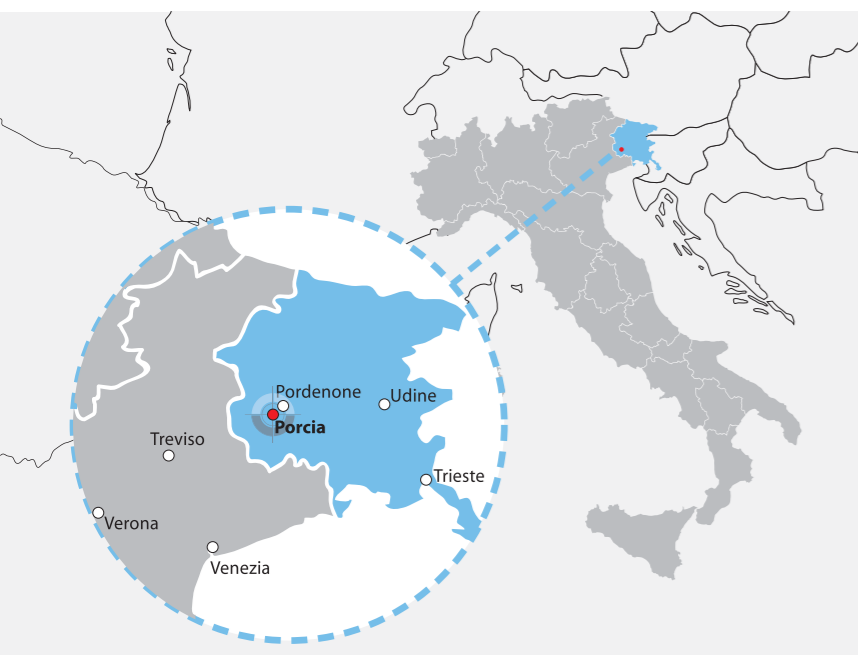 Pordenone
Udine
Porcia
Treviso
Trieste
Verona
Venezia